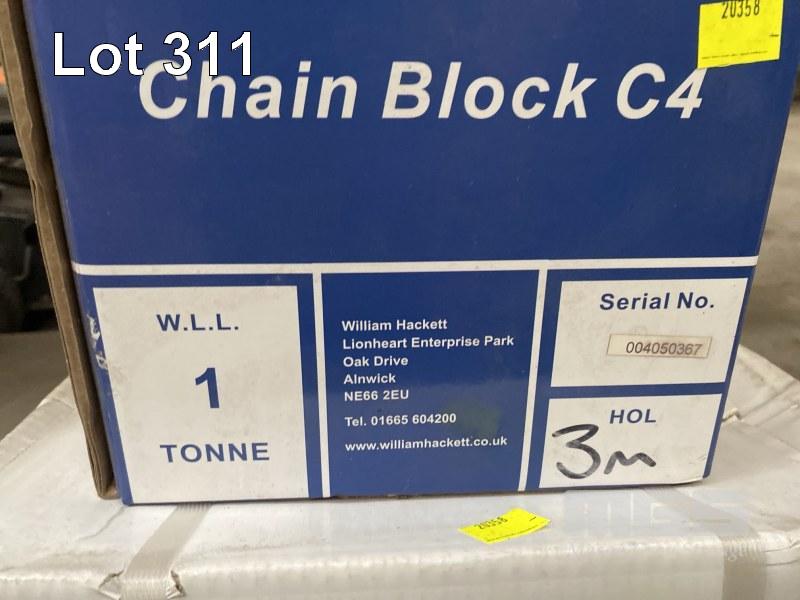 Lot 311
20358
Chain Block C4
W.L.L.
1
TONNE
William Hackett
Lionheart Enterprise Park
Oak Drive
Alnwick
NE66 2EU
Tel. 01665 604200
www.williamhackett.co.uk
Serial No.
004050367
HOL
3m
20358